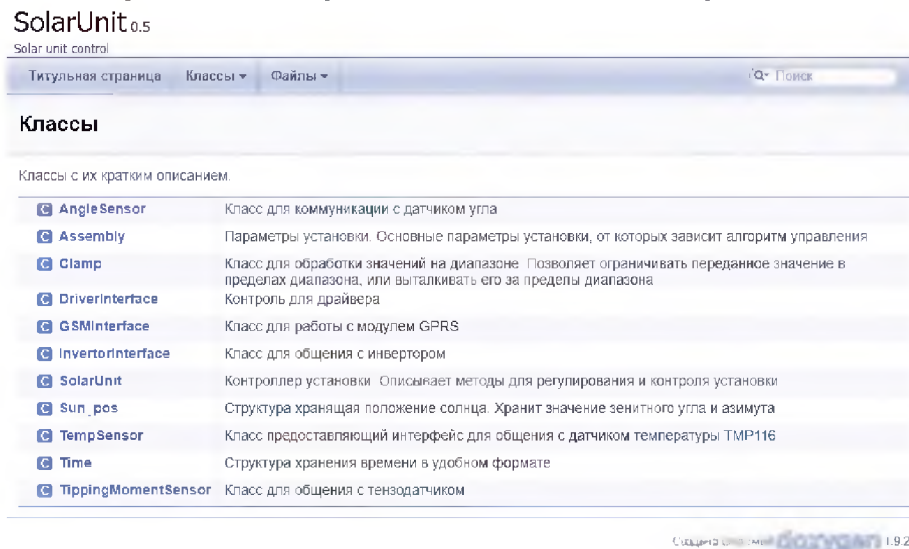 SolarUnit 0.5
Solar unit control
Титульная страница Классы Файлы Поиск
Классы
Классы с их кратким описанием.
C AngleSensor Класс для коммуникации с датчиком угла
C Assembly Параметры установки. Основные параметры установки, от которых зависит алгоритм управления
C Clamp Класс для обработки значений на диапазоне Позволяет ограничивать переданное значение в
пределах диапазона, или выталкивать его за пределы диапазона
C DriverInterface Контроль для драйвера
C GSMInterface Класс для работы с модулем GPRS
C InvertorInterface Класс для общения с инвертором
C SolarUnit Контроллер установки Описывает методы для регулирования и контроля установки
C Sun_pos Структура хранящая положение солнца. Хранит значение зенитного угла и азимута
C TempSensor Класс предоставляющий интерфейс для общения с датчиком температуры TMP116
C Time Структура хранения времени в удобном формате
C TippingMomentSensor Класс для общения с тензодатчиком
doxygen 1.9.2